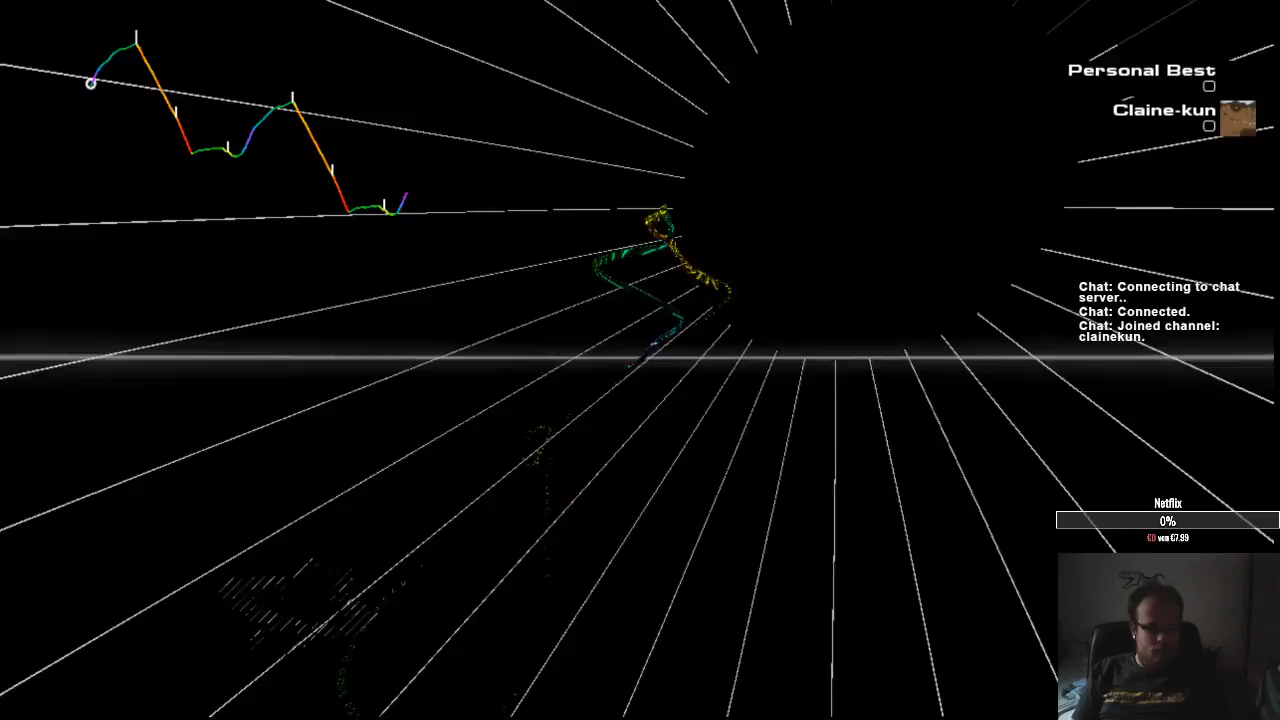 Personal Best
Claine-kun
Chat: Connecting to chat
server..
Chat: Connected.
Chat: Joined channel:
clainekun.
Netflix
0%
€0 von €7.99